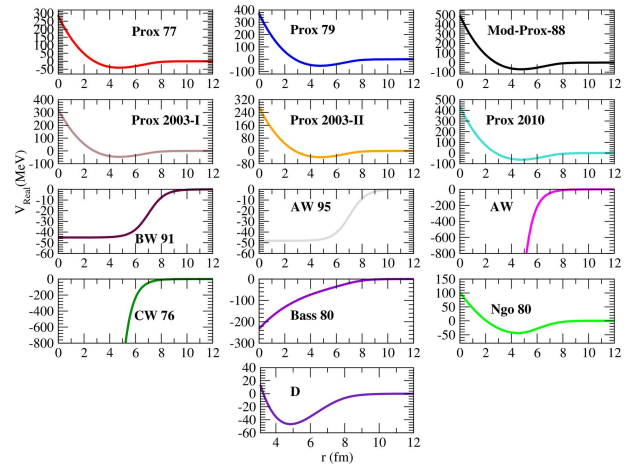 300
250
200
150
100
50
0
-50
Prox 77
0 2 4 6 8 10 12
400
300
200
100
0
-100
Prox 79
0 2 4 6 8 10 12
500
400
300
200
100
0
-100
Mod-Prox-88
0 2 4 6 8 10 12
400
300
200
100
0
-100
Prox 2003-I
0 2 4 6 8 10 12
320
240
160
80
0
-80
Prox 2003-II
0 2 4 6 8 10 12
500
400
300
200
100
0
-100
Prox 2010
0 2 4 6 8 10 12
V_Real (MeV)
0
-10
-20
-30
-40
-50
-60
BW 91
0 2 4 6 8 10 12
0
-10
-20
-30
-40
-50
-60
AW 95
0 2 4 6 8 10 12
0
-200
-400
-600
-800
AW
0 2 4 6 8 10 12
0
-200
-400
-600
-800
CW 76
0 2 4 6 8 10 12
0
-100
-200
-300
Bass 80
0 2 4 6 8 10 12
150
100
50
0
-50
Ngo 80
0 2 4 6 8 10 12
60
40
20
0
-20
-40
-60
D
4 6 8 10 12
r (fm)